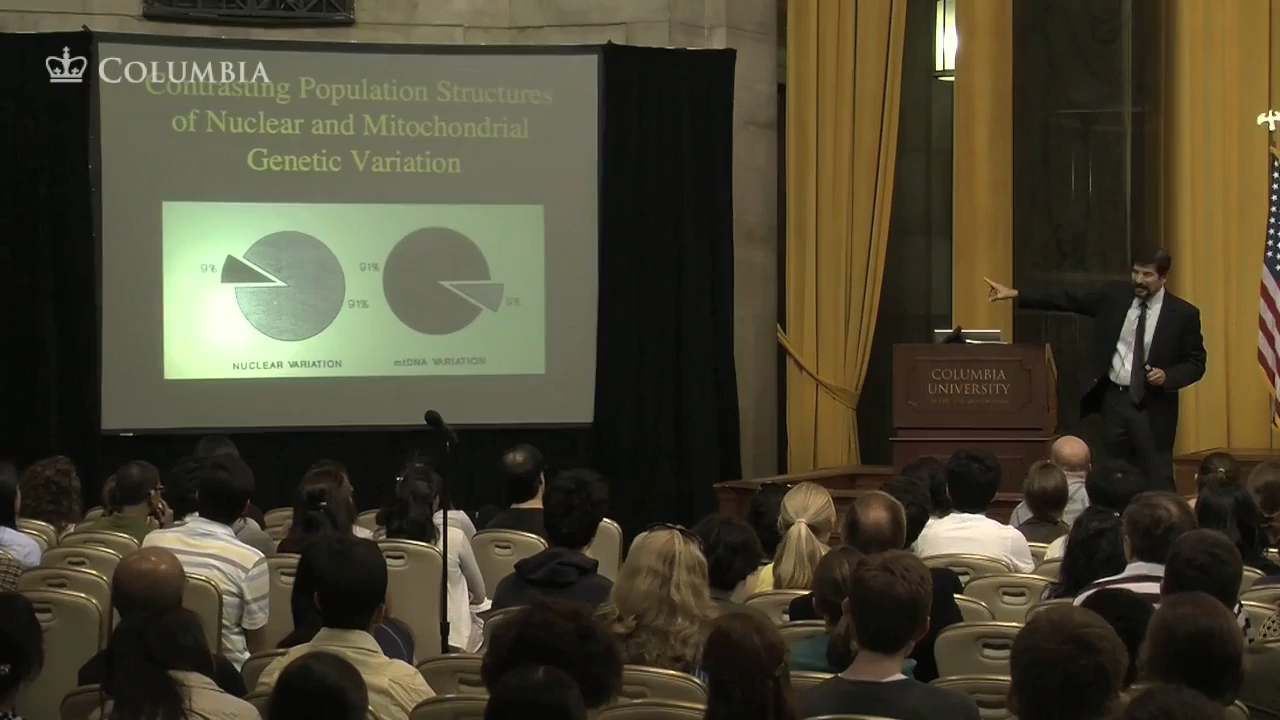 COLUMBIA
Contrasting Population Structures
of Nuclear and Mitochondrial
Genetic Variation
9%
91%
NUCLEAR VARIATION
91%
9%
mtDNA VARIATION
COLUMBIA
UNIVERSITY